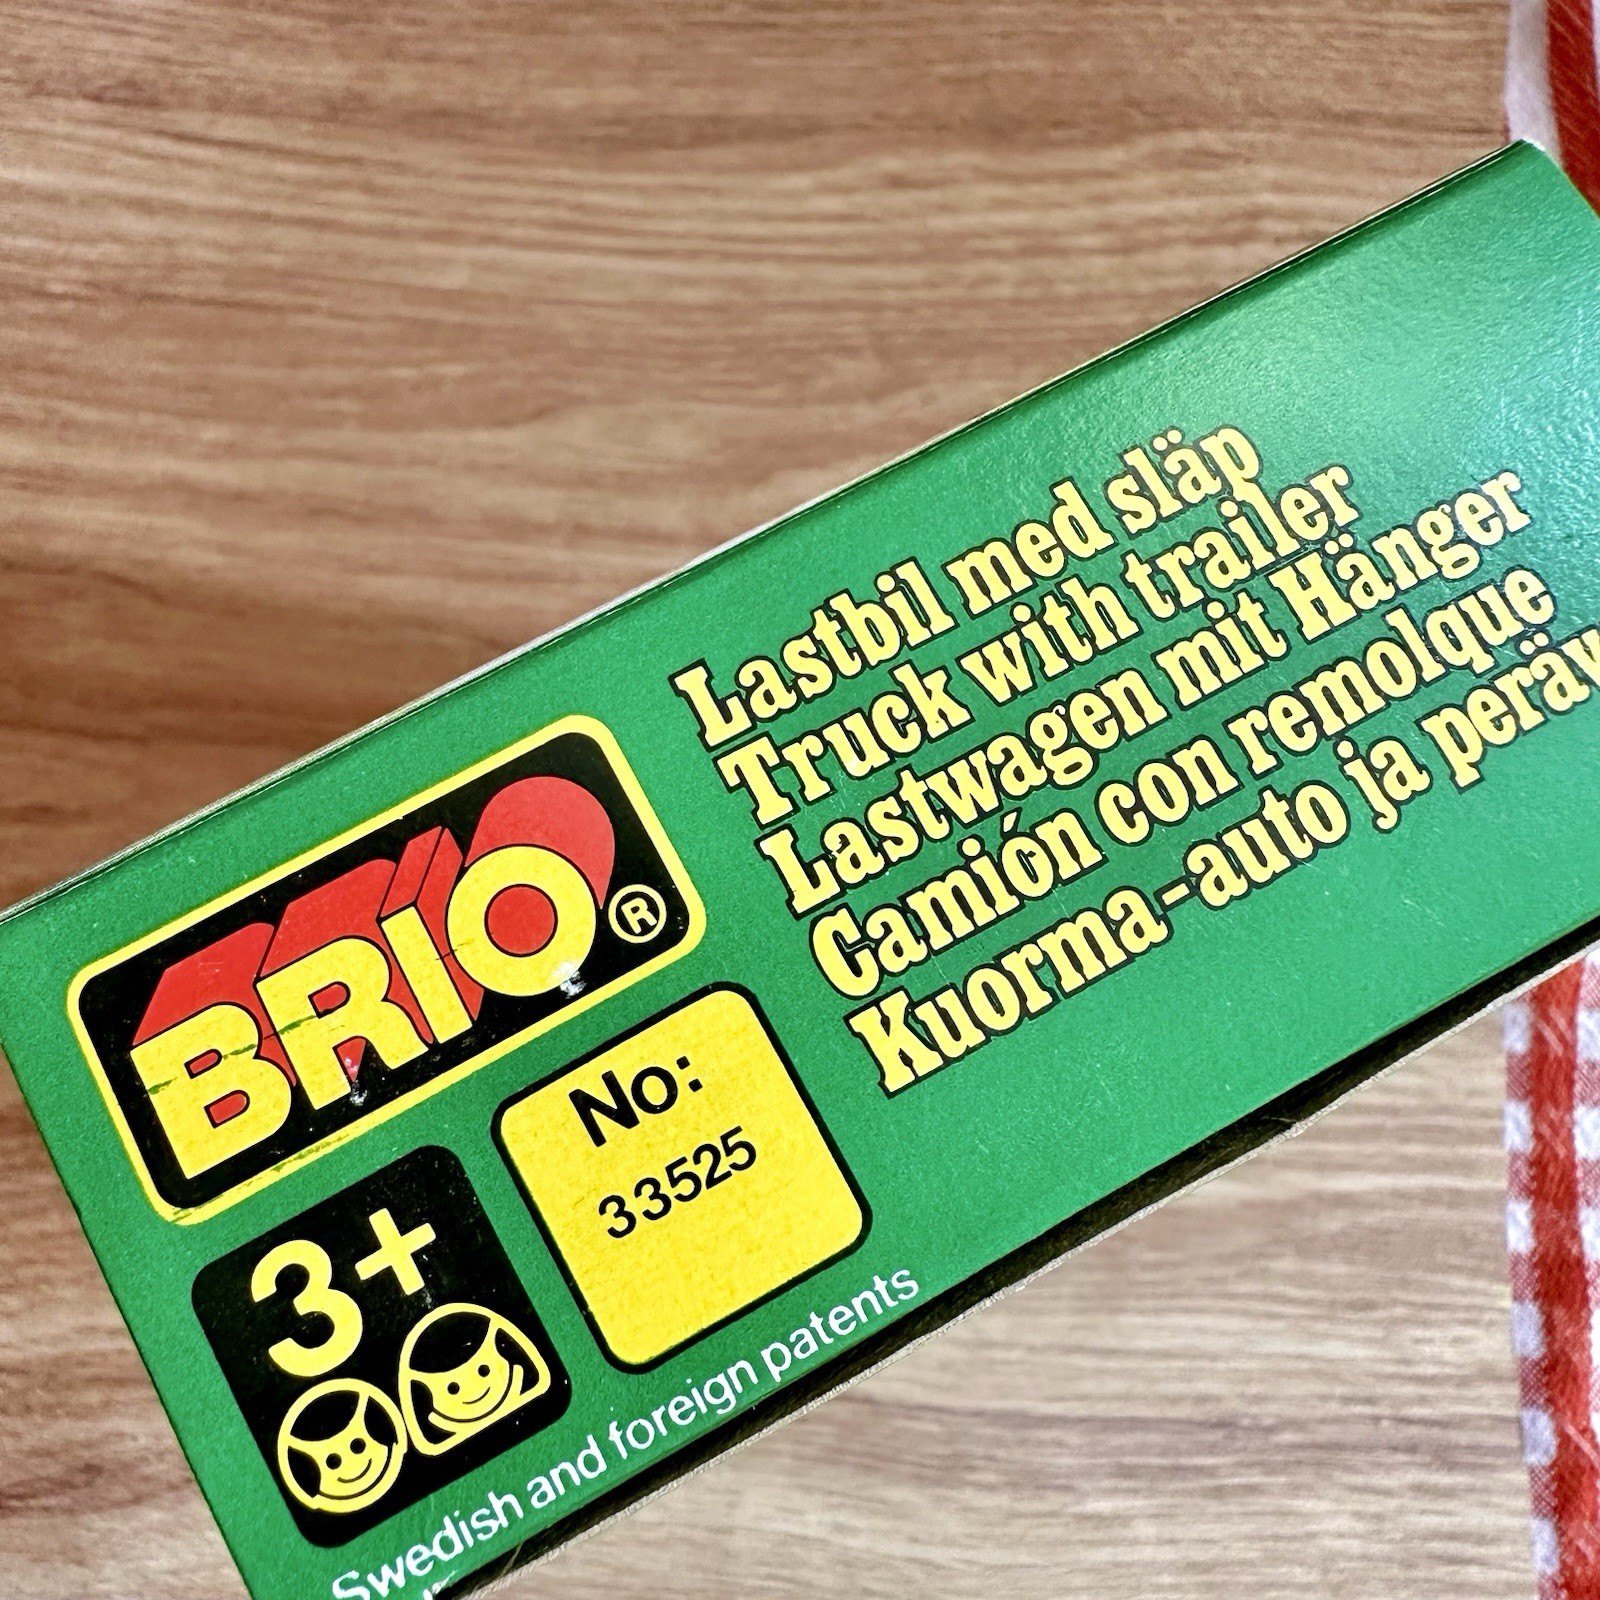 BRIO®
3+
No:
33525
Lastbil med släp
Truck with trailer
Lastwagen mit Hänger
Camión con remolque
Kuorma-auto ja
Swedish and foreign patents